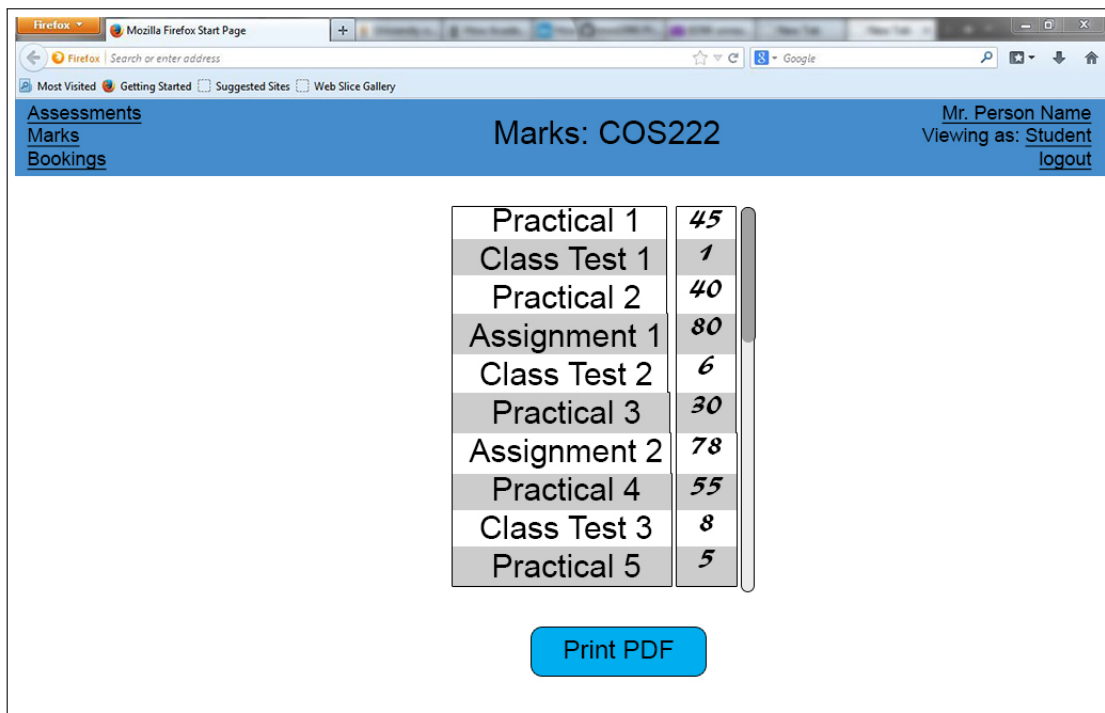 Firefox
Mozilla Firefox Start Page
Firefox Search or enter address
Google
Most Visited Getting Started Suggested Sites Web Slice Gallery
Assessments
Marks
Bookings
Marks: COS222
Mr. Person Name
Viewing as: Student
logout
Practical 1 45
Class Test 1 1
Practical 2 40
Assignment 1 80
Class Test 2 6
Practical 3 30
Assignment 2 78
Practical 4 55
Class Test 3 8
Practical 5 5
Print PDF